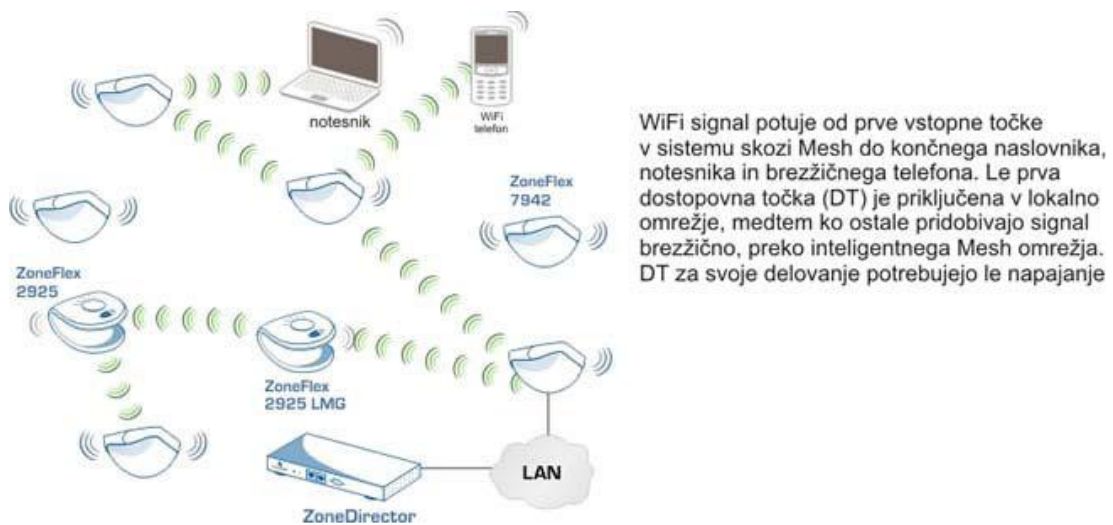 notesnik
WiFi
telefon
ZoneFlex
7942
ZoneFlex
2925
ZoneFlex
2925 LMG
LAN
ZoneDirector
WiFi signal potuje od prve vstopne točke
v sistemu skozi Mesh do končnega naslovnika,
notesnika in brezžičnega telefona. Le prva
dostopovna točka (DT) je priključena v lokalno
omrežje, medtem ko ostale pridobivajo signal
brezžično, preko inteligentnega Mesh omrežja.
DT za svoje delovanje potrebujejo le napajanje